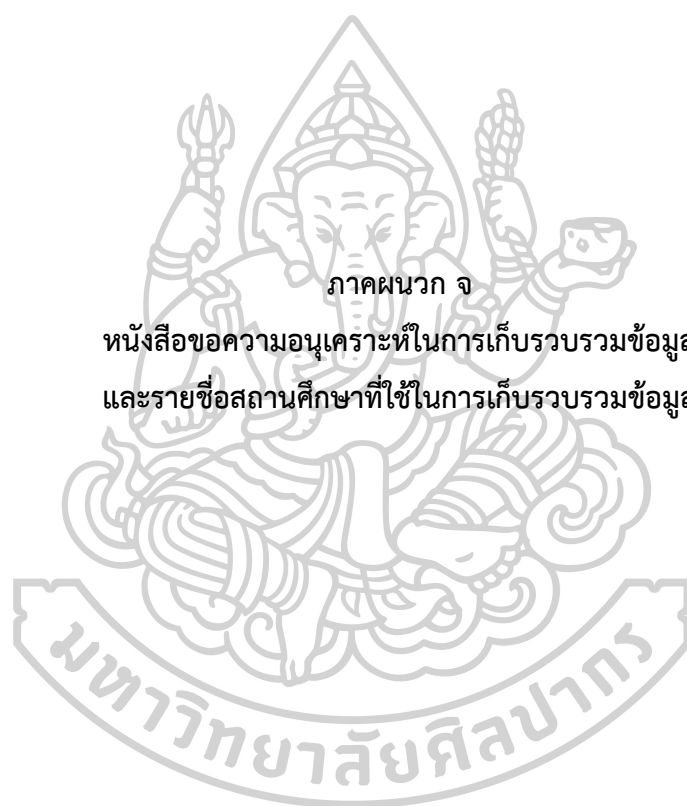 ภาคผนวก จ
หนังสือขอความอนุเคราะห์ในการเก็บรวบรวมข้อมูล
และรายชื่อสถานศึกษาที่ใช้ในการเก็บรวบรวมข้อมูล
มหาวิทยาลัยศิลปากร